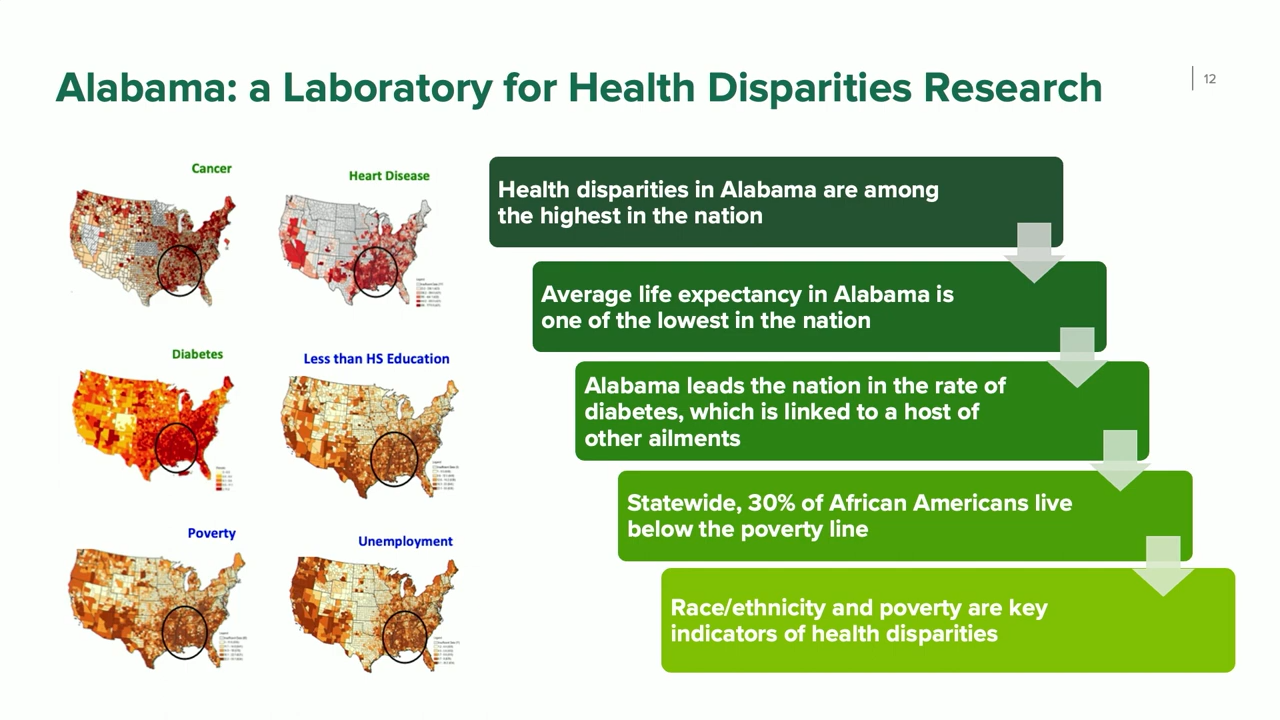 Alabama: a Laboratory for Health Disparities Research
12
Cancer
Heart Disease
Diabetes
Less than HS Education
Poverty
Unemployment
Health disparities in Alabama are among
the highest in the nation
Average life expectancy in Alabama is
one of the lowest in the nation
Alabama leads the nation in the rate of
diabetes, which is linked to a host of
other ailments
Statewide, 30% of African Americans live
below the poverty line
Race/ethnicity and poverty are key
indicators of health disparities